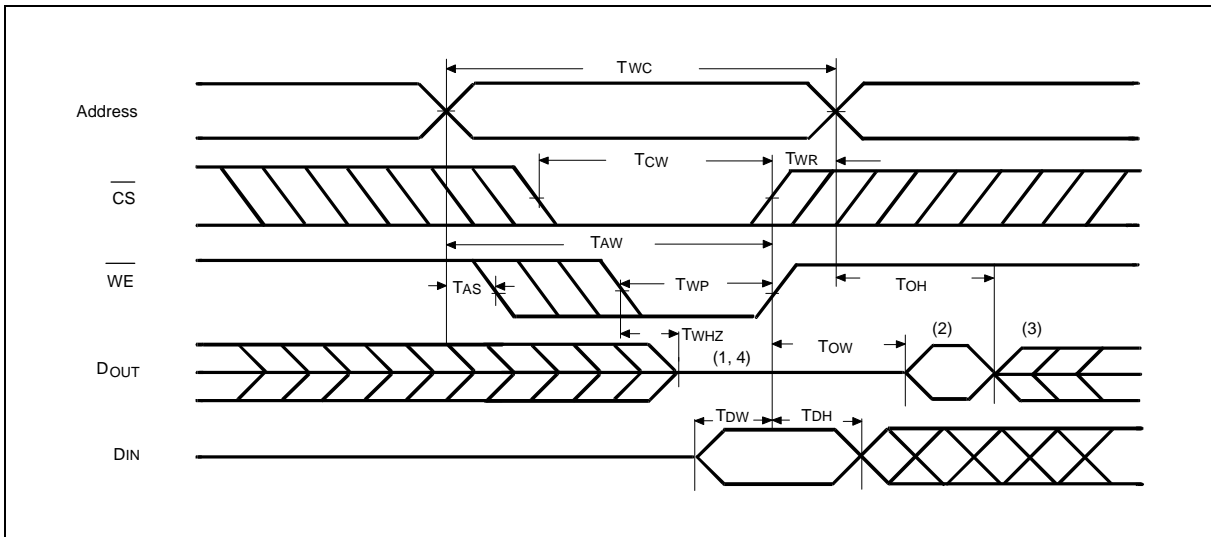 TWC
Address
TCW
TWR
CS
TAW
WE
TAS
TWP
TOH
TWHZ
(1, 4)
TOW
(2)
(3)
DOUT
TDW
TDH
DIN